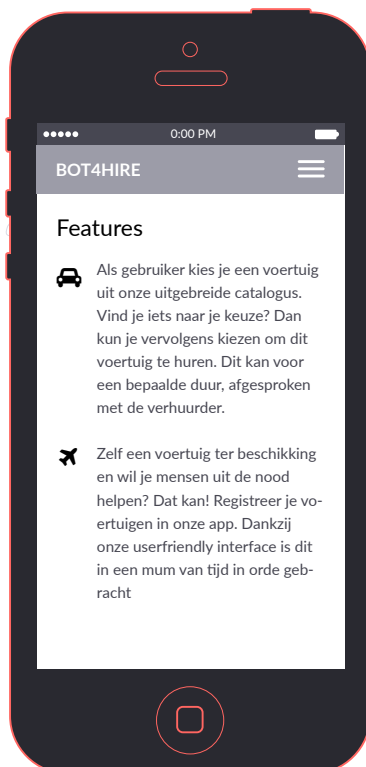 0:00 PM
BOT4HIRE
Features
Als gebruiker kies je een voertuig
uit onze uitgebreide catalogus.
Vind je iets naar je keuze? Dan
kun je vervolgens kiezen om dit
voertuig te huren. Dit kan voor
een bepaalde duur, afgesproken
met de verhuurder.
Zelf een voertuig ter beschikking
en wil je mensen uit de nood
helpen? Dat kan! Registreer je vo-
ertuigen in onze app. Dankzij
onze userfriendly interface is dit
in een mum van tijd in orde geb-
racht